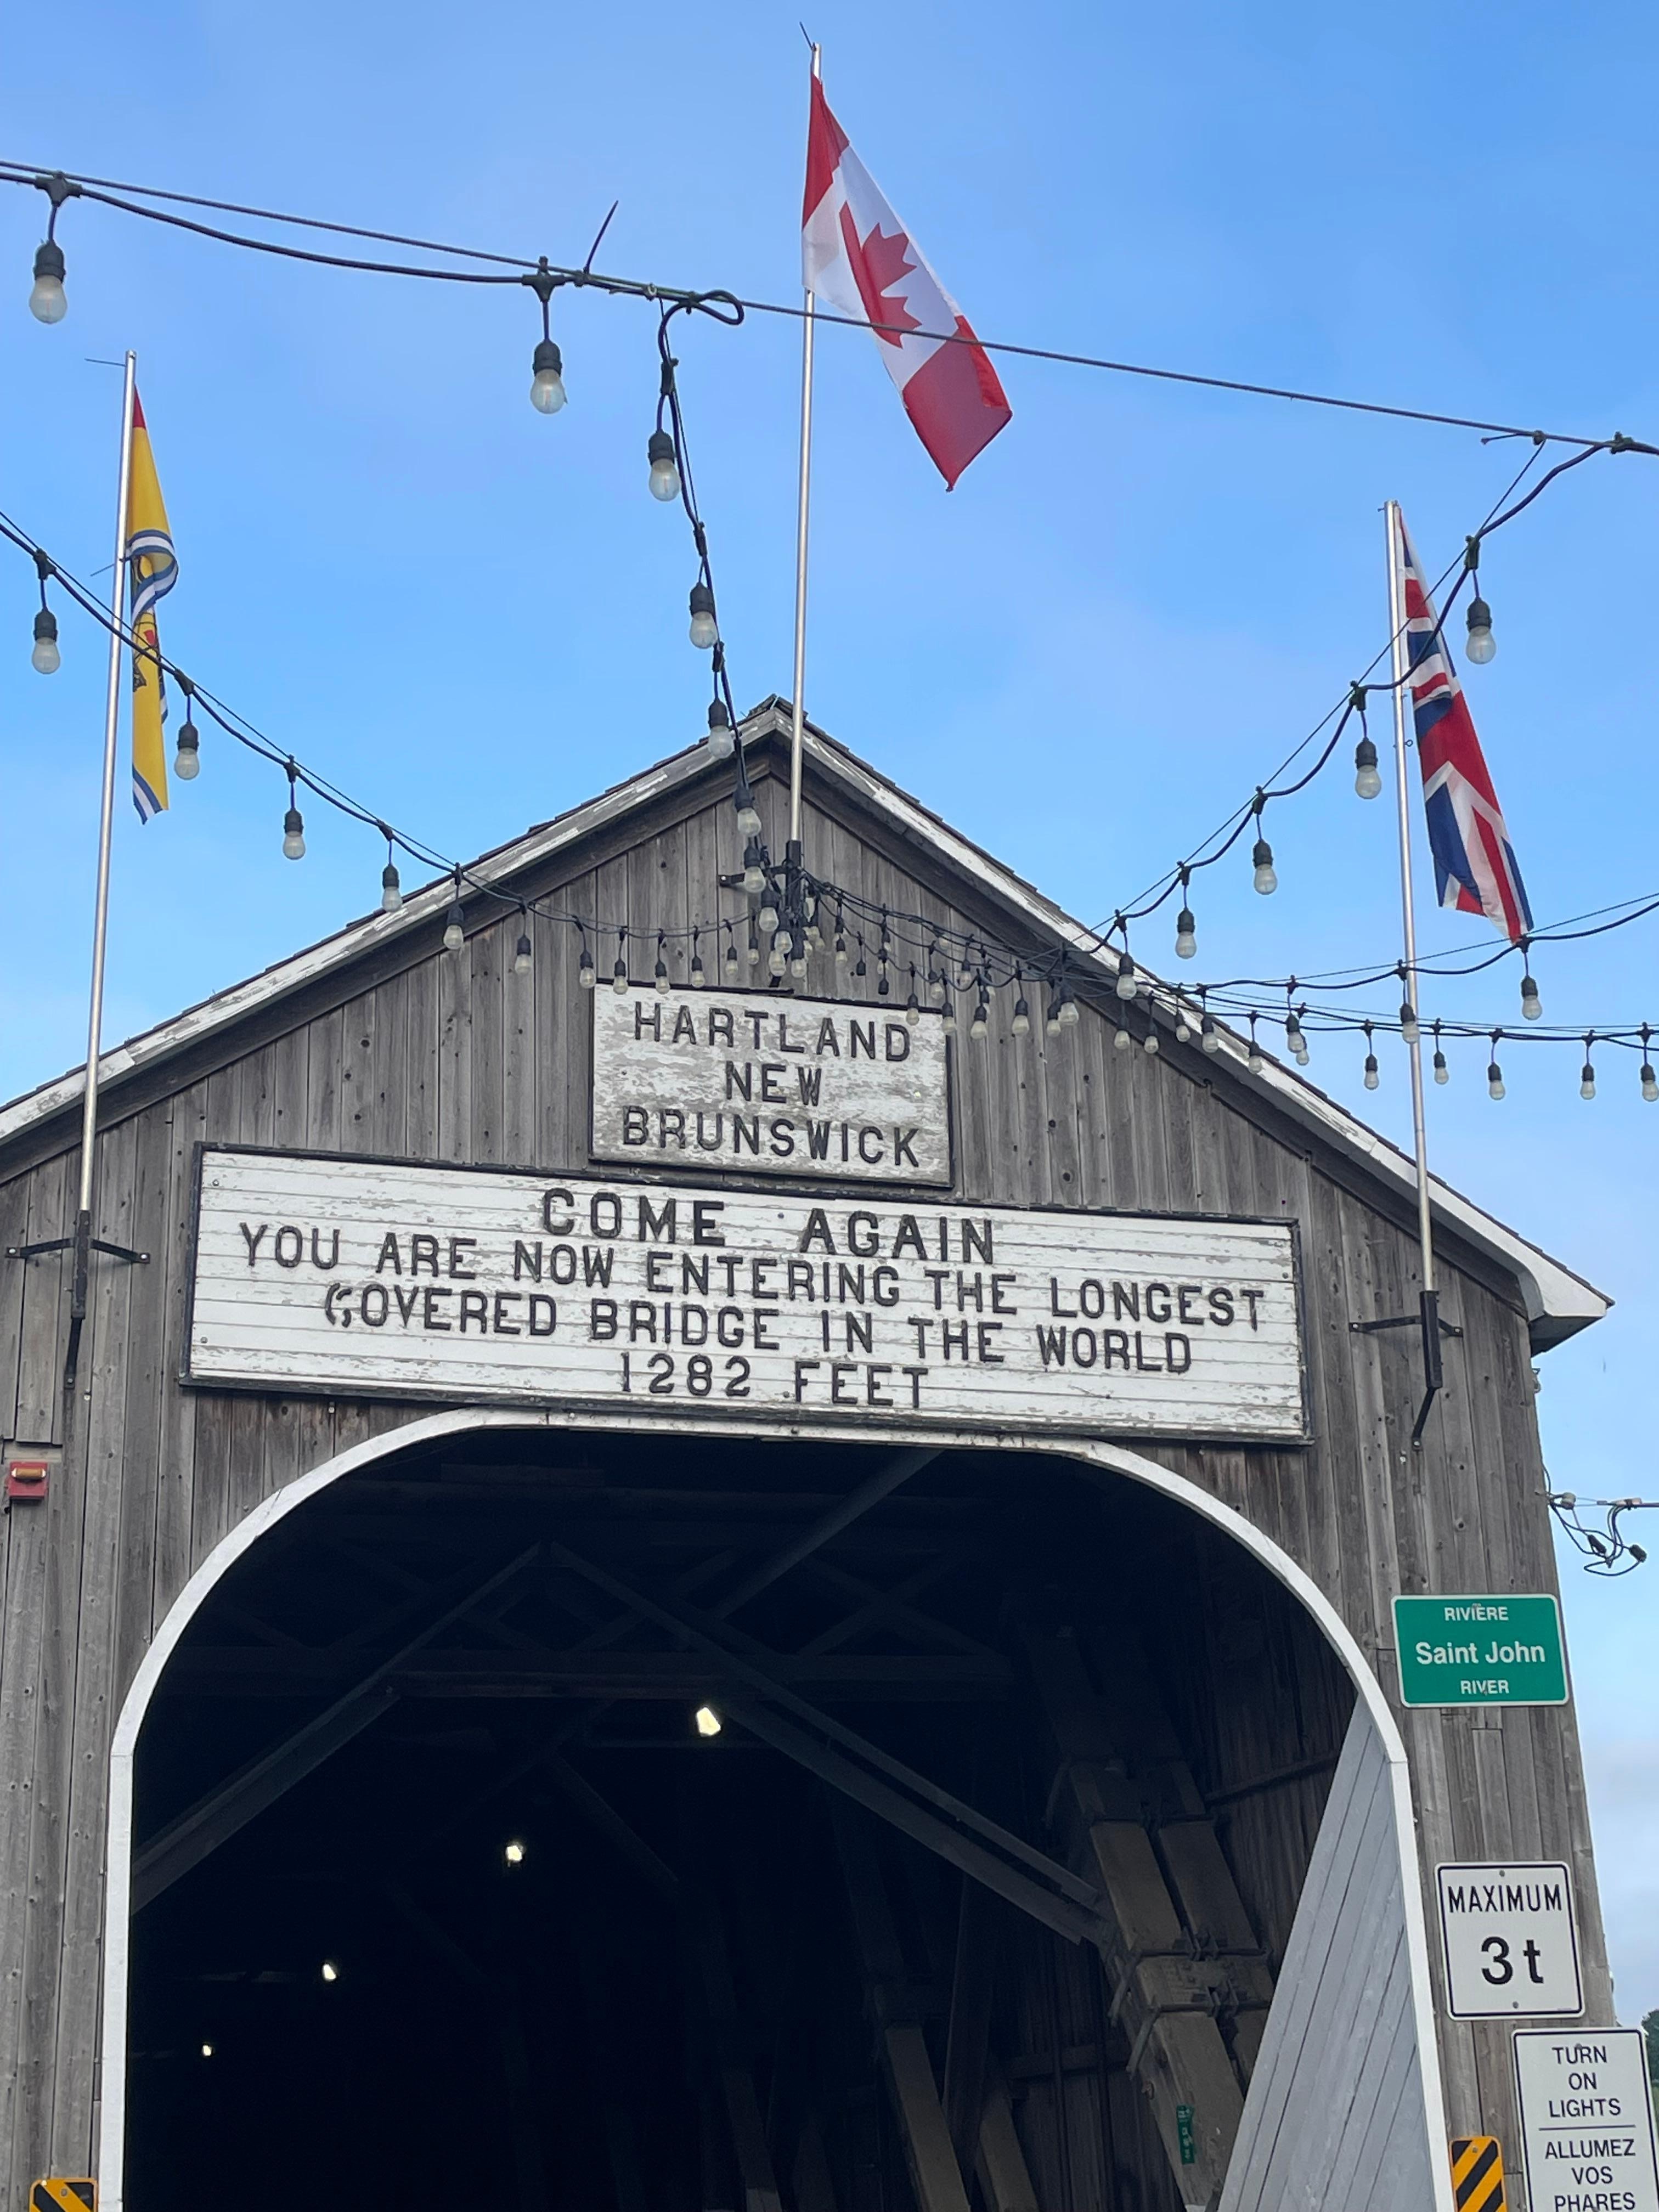 HARTLAND
NEW
BRUNSWICK
COME AGAIN
YOU ARE NOW ENTERING THE LONGEST
COVERED BRIDGE IN THE WORLD
1282 FEET
RIVIÈRE
Saint John
RIVER
MAXIMUM
3t
TURN
ON
LIGHTS
ALLUMEZ
VOS
PHARES